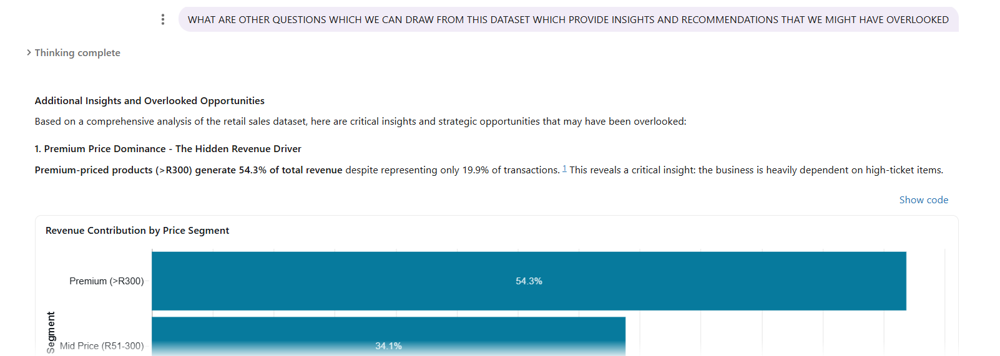 WHAT ARE OTHER QUESTIONS WHICH WE CAN DRAW FROM THIS DATASET WHICH PROVIDE INSIGHTS AND RECOMMENDATIONS THAT WE MIGHT HAVE OVERLOOKED
Thinking complete
Additional Insights and Overlooked Opportunities
Based on a comprehensive analysis of the retail sales dataset, here are critical insights and strategic opportunities that may have been overlooked:
1. Premium Price Dominance - The Hidden Revenue Driver
Premium-priced products (>R300) generate 54.3% of total revenue despite representing only 19.9% of transactions. 1 This reveals a critical insight: the business is heavily dependent on high-ticket items.
Show code
Revenue Contribution by Price Segment
Premium (>R300)
54.3%
Segment
Mid Price (R51-300)
34.1%